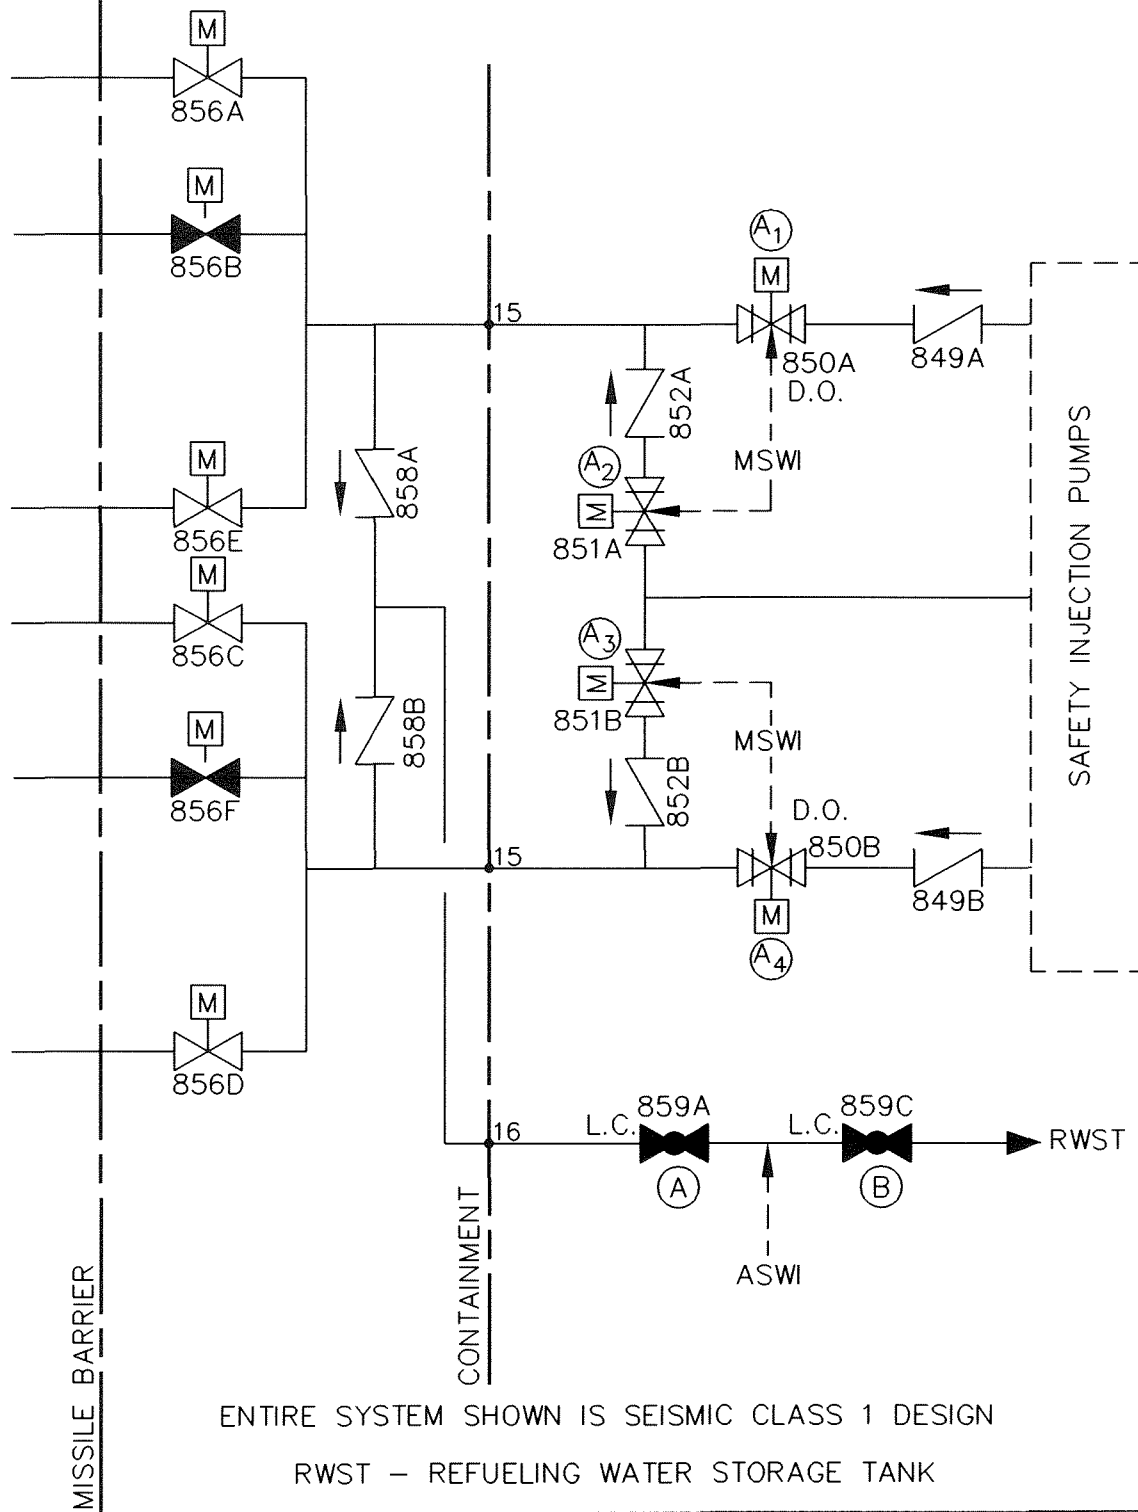 M
856A
M
856B
A1
M
15
850A
D.O.
849A
852A
MSWI
M
856E
858A
A2
M
851A
M
856C
A3
M
851B
MSWI
858B
M
856F
852B
D.O.
850B
15
849B
M
A4
SAFETY INJECTION PUMPS
M
856D
16
L.C.
859A
L.C.
859C
RWST
A
B
ASWI
CONTAINMENT
MISSILE BARRIER
ENTIRE SYSTEM SHOWN IS SEISMIC CLASS 1 DESIGN
RWST – REFUELING WATER STORAGE TANK